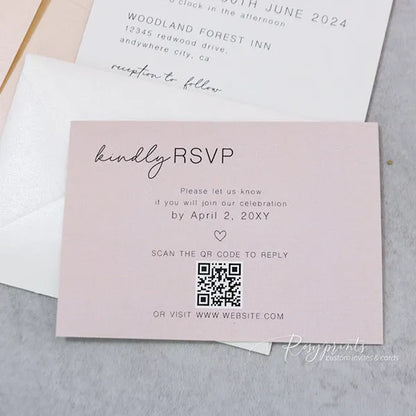 30TH JUNE 2024
o'clock in the afternoon
WOODLAND FOREST INN
12345 redwood drive,
andywhere city, ca
reception to follow
kindly RSVP
Please let us know
if you will join our celebration
by April 2, 20XY
SCAN THE QR CODE TO REPLY
OR VISIT WWW.WEBSITE.COM
Rosyprints
custom invites & cards